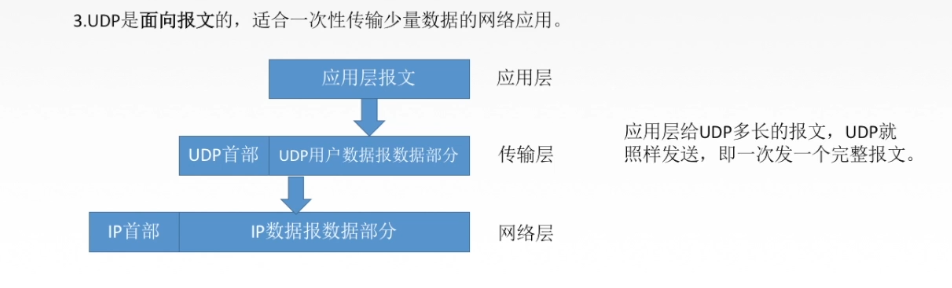 3.UDP是面向报文的，适合一次性传输少量数据的网络应用。
应用层报文 应用层
UDP首部 UDP用户数据报数据部分 传输层
应用层给UDP多长的报文，UDP就
照样发送，即一次发一个完整报文。
IP首部 IP数据报数据部分 网络层